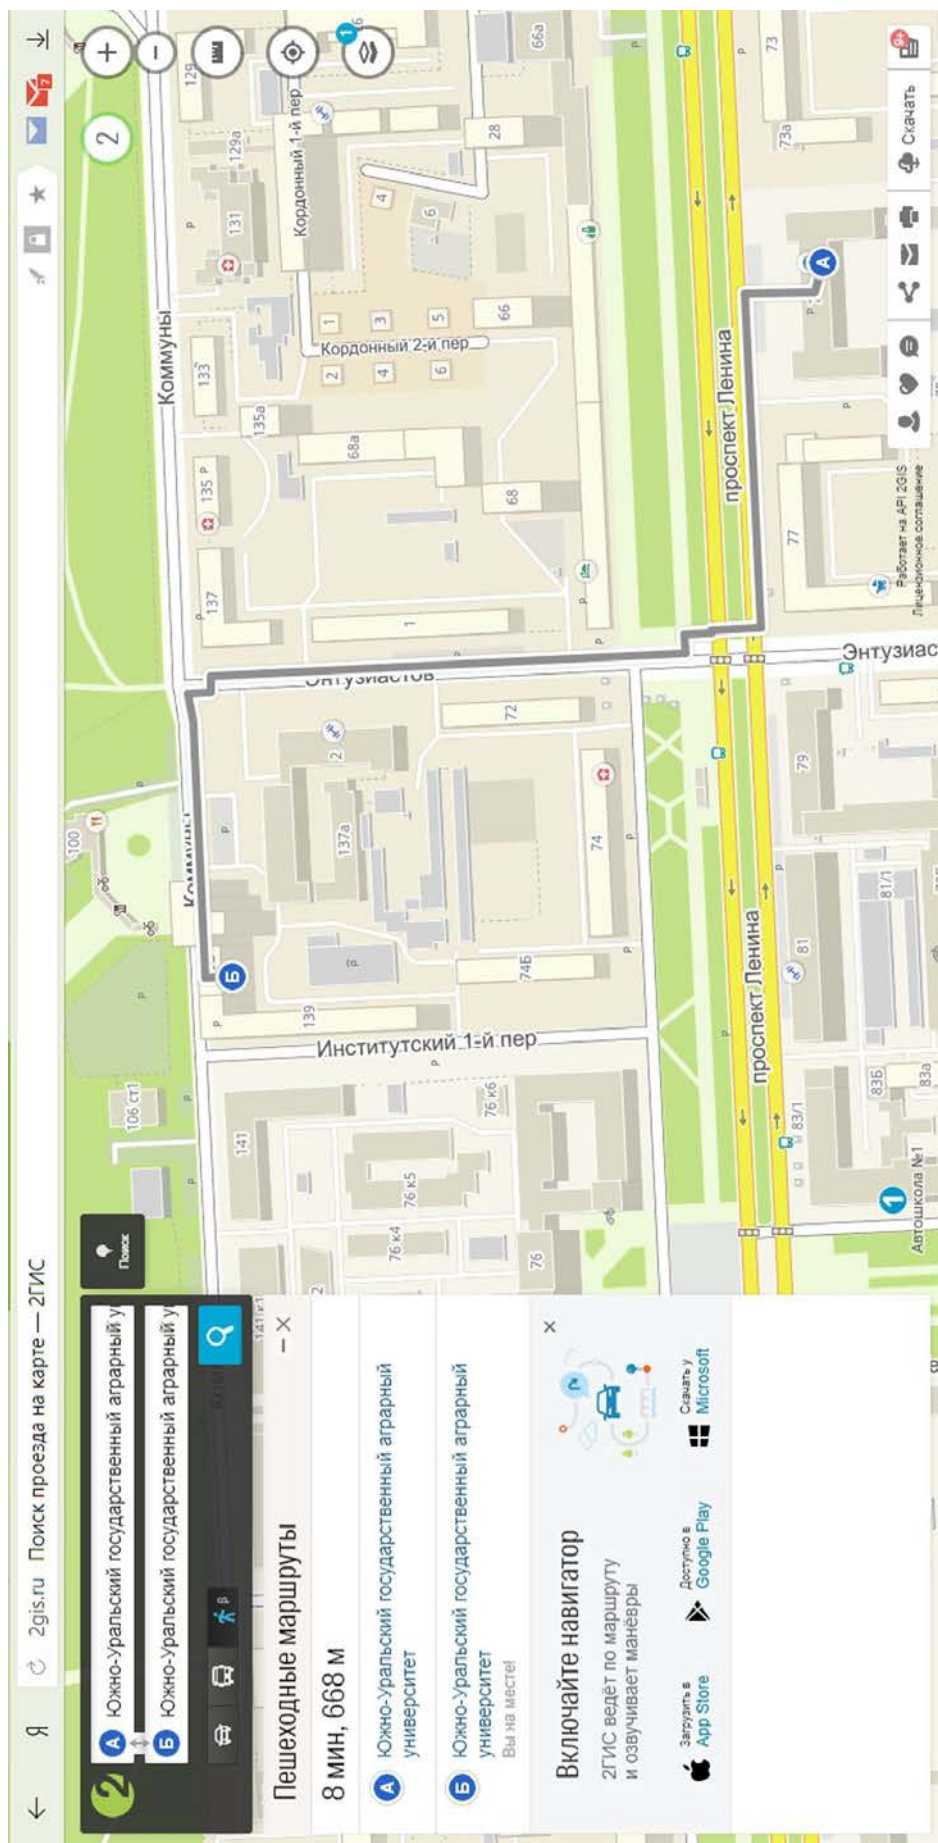 Я
2gis.ru Поиск проезда на карте — 2ГИС
7
2
А Южно-Уральский государственный аграрный у
Б Южно-Уральский государственный аграрный у
Поиск
Пешеходные маршруты
8 мин, 668 м
А Южно-Уральский государственный аграрный
университет
Б Южно-Уральский государственный аграрный
университет
Вы на месте!
Включайте навигатор
2ГИС ведёт по маршруту
и озвучивает манёвры
Загрузить в
App Store
Доступно в
Google Play
Скачать у
Microsoft
2
1
Коммуны
100
106 ст1
129
129а
131
133
135
135а
137
137а
139
141
Кордонный 1-й пер
Кордонный 2-й пер
1
2
3
4
5
6
4
6
28
66а
66
68а
68
1
2
72
74
74Б
76 к6
76 к5
76 к4
76
Институтский 1-й пер
Энтузиастов
Энтузиас
проспект Ленина
проспект Ленина
73
73а
77
79
81
81/1
83/1
83Б
83а
А
Б
1
Автошкола №1
Работает на API 2GIS
Лицензионное соглашение
Скачать
9+